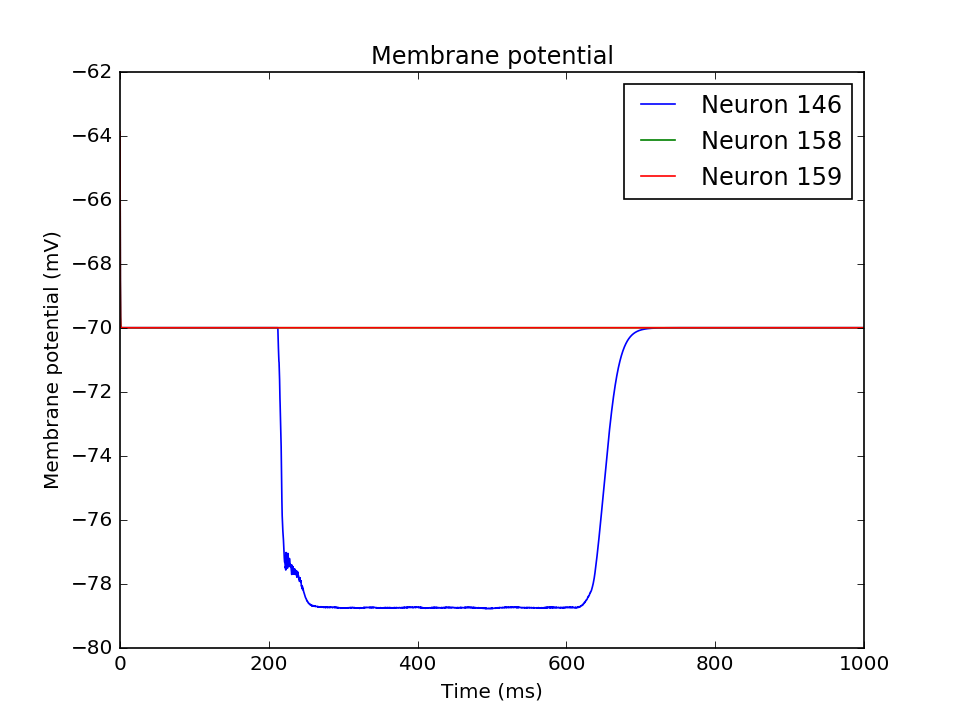 Membrane potential
Neuron 146
Neuron 158
Neuron 159
Membrane potential (mV)
−62
−64
−66
−68
−70
−72
−74
−76
−78
−80
0 200 400 600 800 1000
Time (ms)